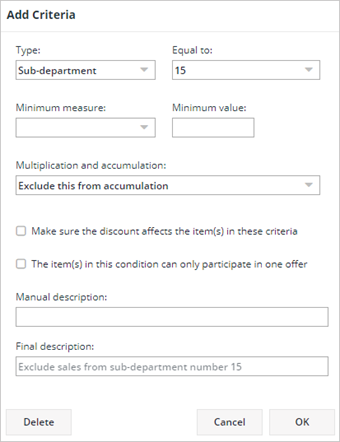 Add Criteria
Type: Equal to:
Sub-department 15
Minimum measure: Minimum value:
Multiplication and accumulation:
Exclude this from accumulation
Make sure the discount affects the item(s) in these criteria
The item(s) in this condition can only participate in one offer
Manual description:
Final description:
Exclude sales from sub-department number 15
Delete Cancel OK